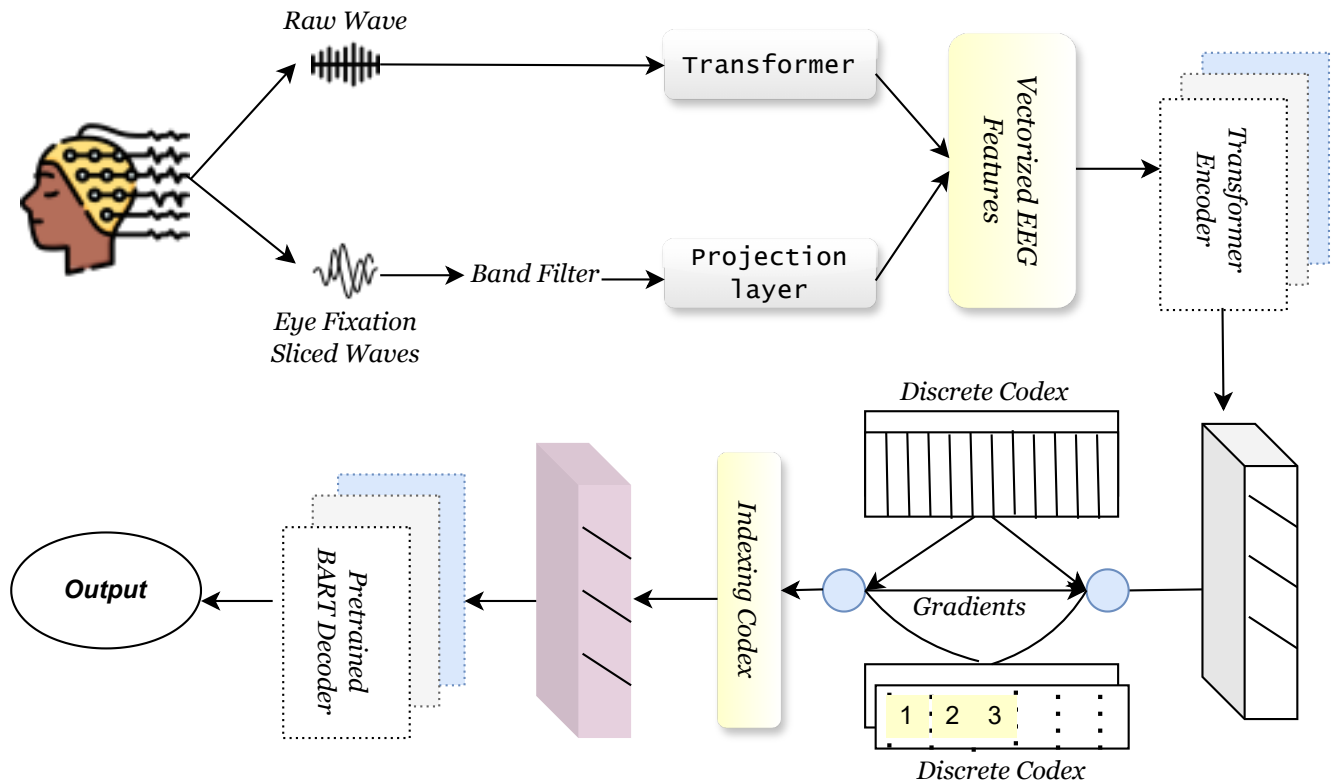 Raw Wave
Transformer
Vectorized EEG
Features
Transformer
Encoder
Eye Fixation
Sliced Waves
Band Filter
Projection
layer
Discrete Codex
Gradients
1 2 3
Discrete Codex
Indexing Codex
Pretrained
BART Decoder
Output